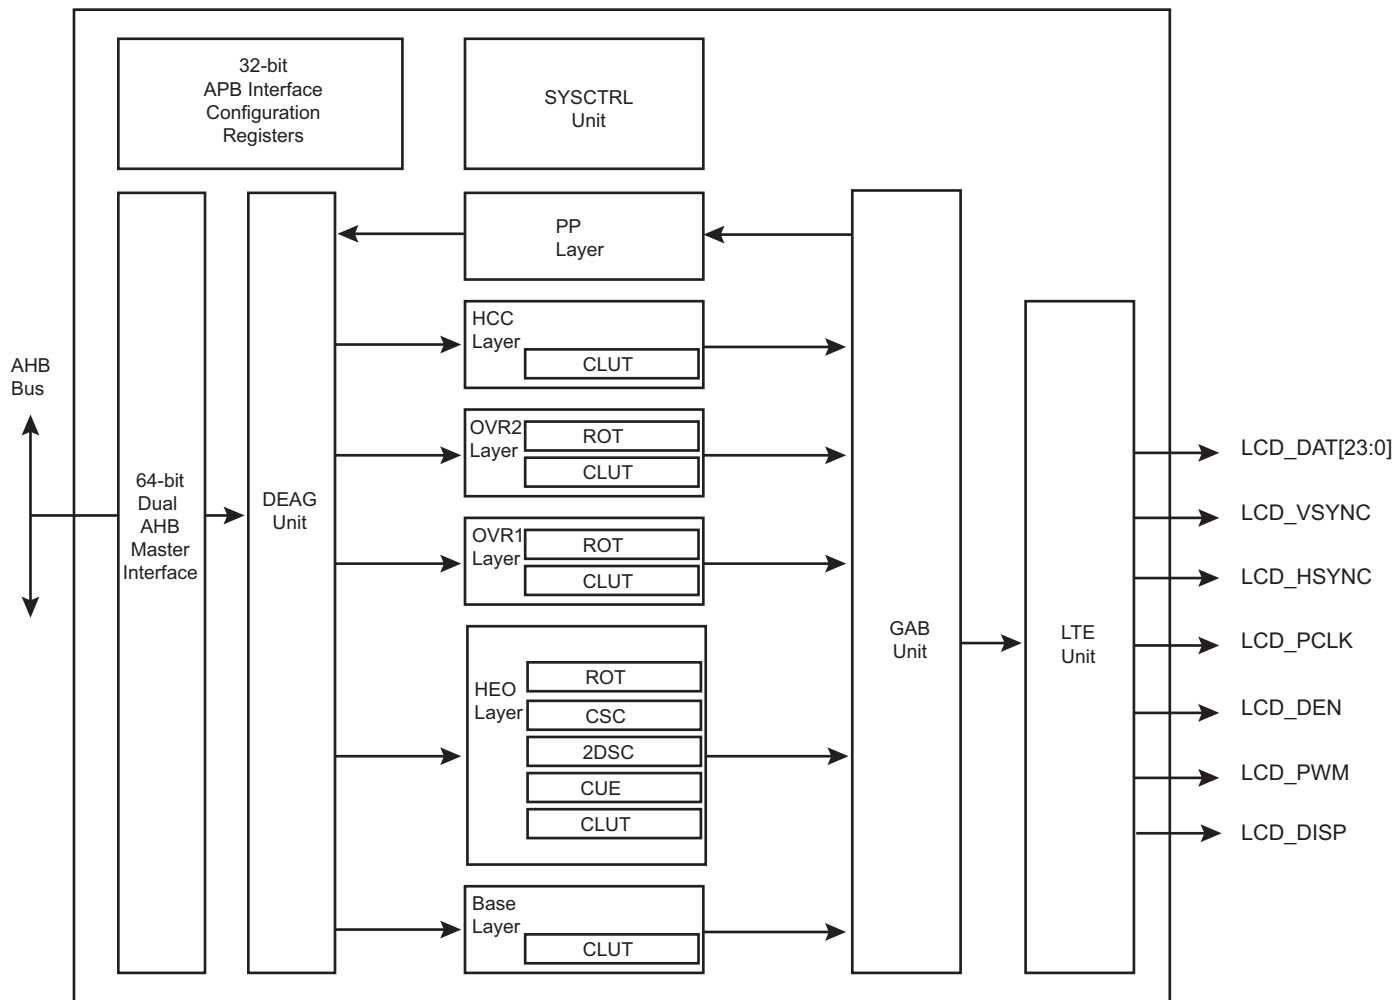 32-bit
APB Interface
Configuration
Registers
SYSCTRL
Unit
PP
Layer
HCC
Layer
CLUT
AHB
Bus
OVR2
Layer
ROT
CLUT
64-bit
Dual
AHB
Master
Interface
DEAG
Unit
OVR1
Layer
ROT
CLUT
HEO
Layer
ROT
CSC
2DSC
CUE
CLUT
Base
Layer
CLUT
GAB
Unit
LTE
Unit
LCD_DAT[23:0]
LCD_VSYNC
LCD_HSYNC
LCD_PCLK
LCD_DEN
LCD_PWM
LCD_DISP